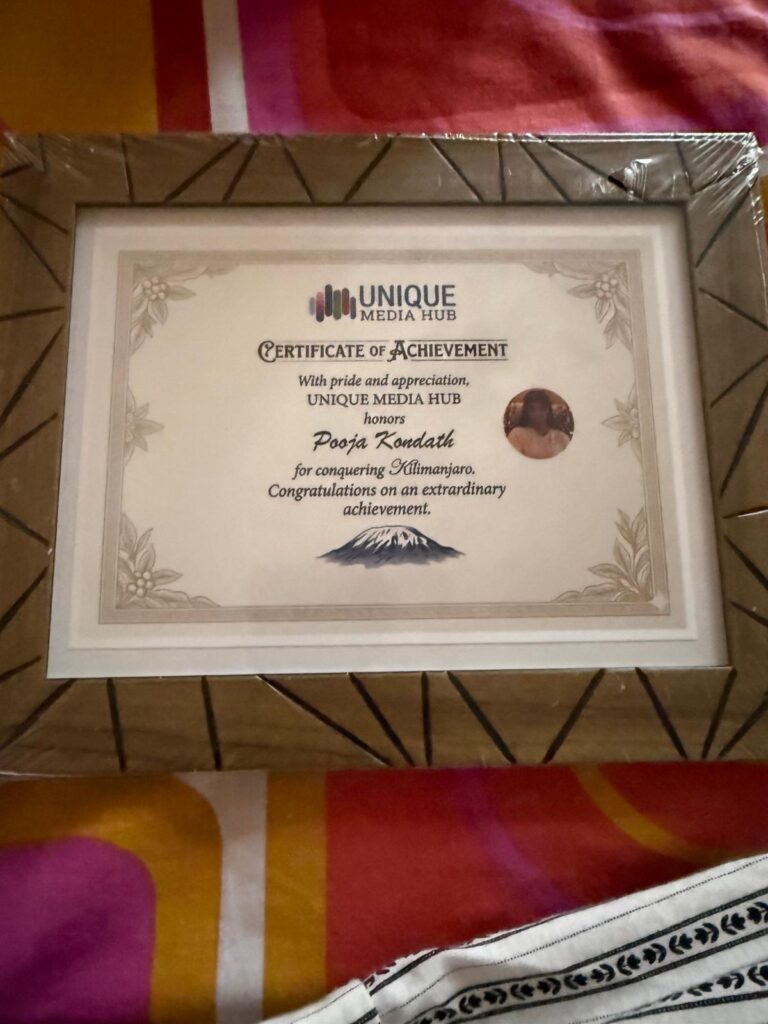 UNIQUE
MEDIA HUB
CERTIFICATE OF ACHIEVEMENT
With pride and appreciation,
UNIQUE MEDIA HUB
honors
Pooja Kondath
for conquering Kilimanjaro.
Congratulations on an extrardinary
achievement.